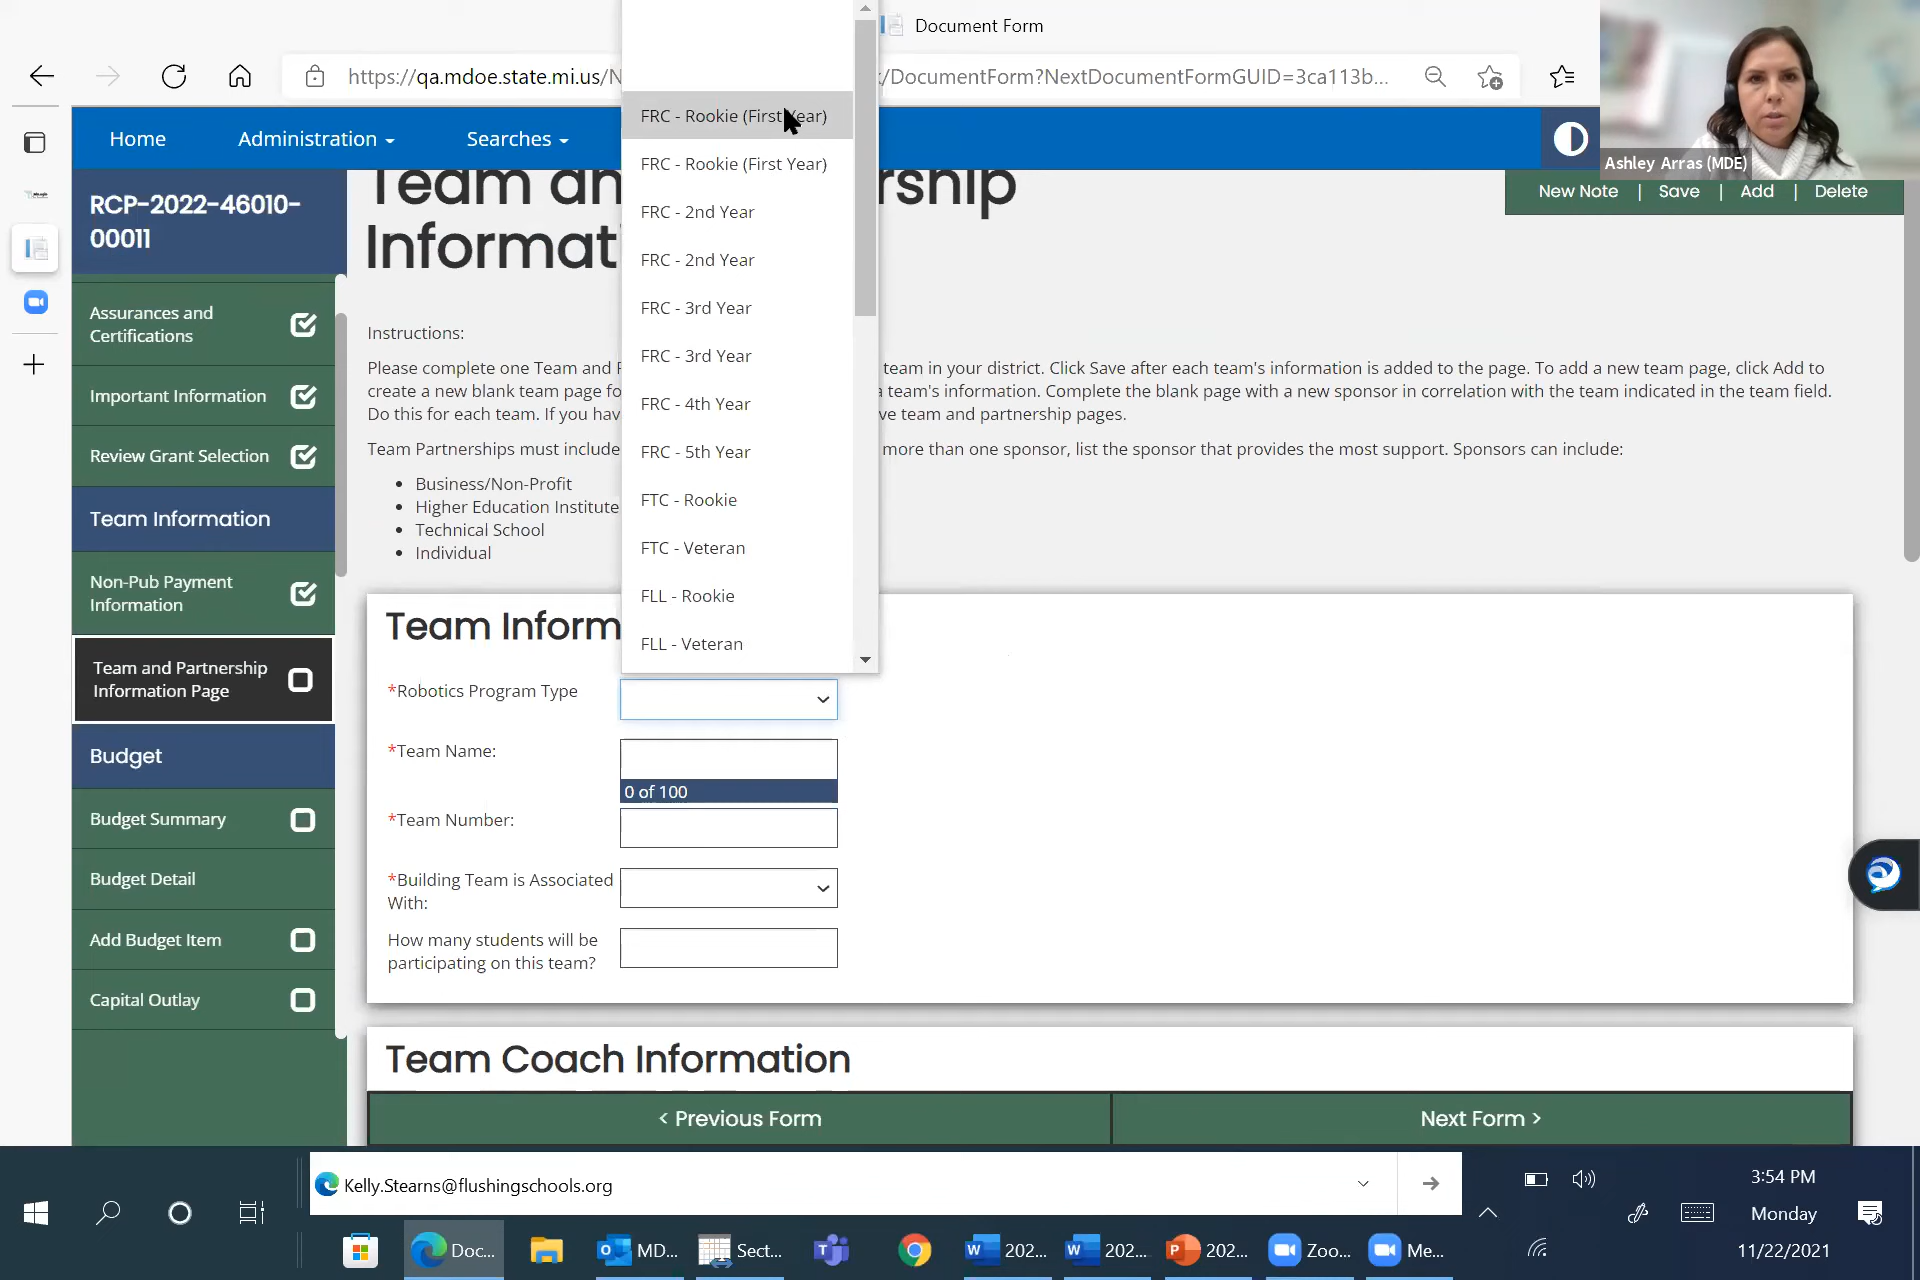 Document Form
https://qa.mdoe.state.mi.us/N
/DocumentForm?NextDocumentFormGUID=3ca113b...
Home
Administration
Searches
Ashley Arras (MDE)
RCP-2022-46010-
00011
New Note | Save | Add | Delete
Team an
rship
Informati
FRC - Rookie (First Year)
FRC - Rookie (First Year)
FRC - 2nd Year
FRC - 2nd Year
FRC - 3rd Year
FRC - 3rd Year
FRC - 4th Year
FRC - 5th Year
FTC - Rookie
FTC - Veteran
FLL - Rookie
FLL - Veteran
Assurances and
Certifications
Important Information
Review Grant Selection
Team Information
Non-Pub Payment
Information
Team and Partnership
Information Page
Budget
Budget Summary
Budget Detail
Add Budget Item
Capital Outlay
Instructions:
Please complete one Team and P
team in your district. Click Save after each team's information is added to the page. To add a new team page, click Add to
create a new blank team page fo
a team's information. Complete the blank page with a new sponsor in correlation with the team indicated in the team field.
Do this for each team. If you hav
ve team and partnership pages.
Team Partnerships must include
more than one sponsor, list the sponsor that provides the most support. Sponsors can include:
• Business/Non-Profit
• Higher Education Institute
• Technical School
• Individual
Team Inform
*Robotics Program Type
*Team Name:
0 of 100
*Team Number:
*Building Team is Associated
With:
How many students will be
participating on this team?
Team Coach Information
< Previous Form
Next Form >
Kelly.Stearns@flushingschools.org
3:54 PM
Monday
11/22/2021
Doc...
MD...
Sect...
202...
202...
202...
Zoo...
Me...